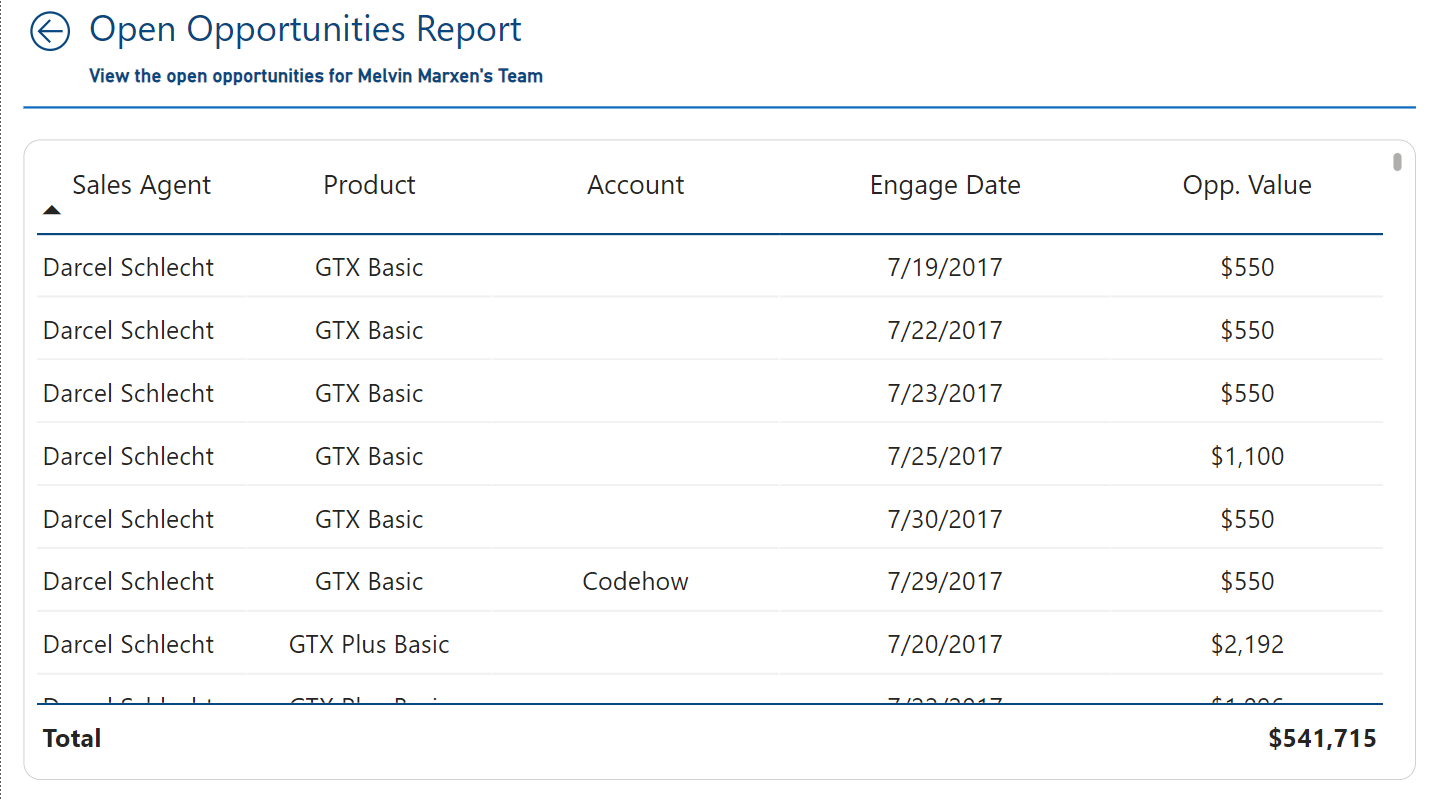 Open Opportunities Report
View the open opportunities for Melvin Marxen's Team
Sales Agent Product Account Engage Date Opp. Value
Darcel Schlecht GTX Basic 7/19/2017 $550
Darcel Schlecht GTX Basic 7/22/2017 $550
Darcel Schlecht GTX Basic 7/23/2017 $550
Darcel Schlecht GTX Basic 7/25/2017 $1,100
Darcel Schlecht GTX Basic 7/30/2017 $550
Darcel Schlecht GTX Basic Codehow 7/29/2017 $550
Darcel Schlecht GTX Plus Basic 7/20/2017 $2,192
Total $541,715